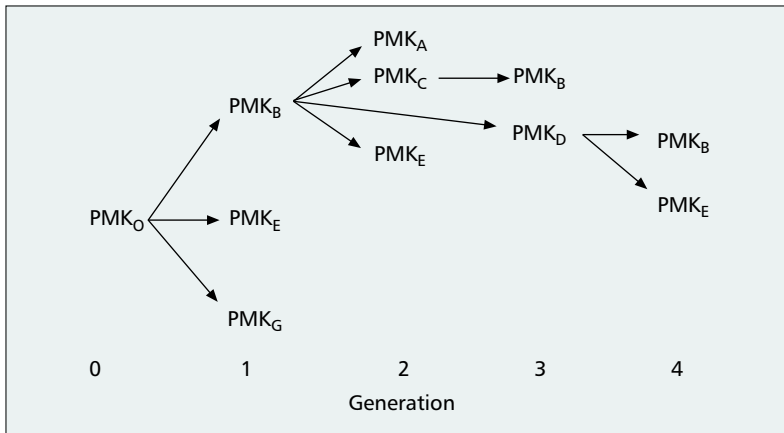 PMK_A
PMK_C PMK_B
PMK_B
PMK_D
PMK_B
PMK_E
PMK_E
PMK_O PMK_E
PMK_G
0 1 2 3 4
Generation